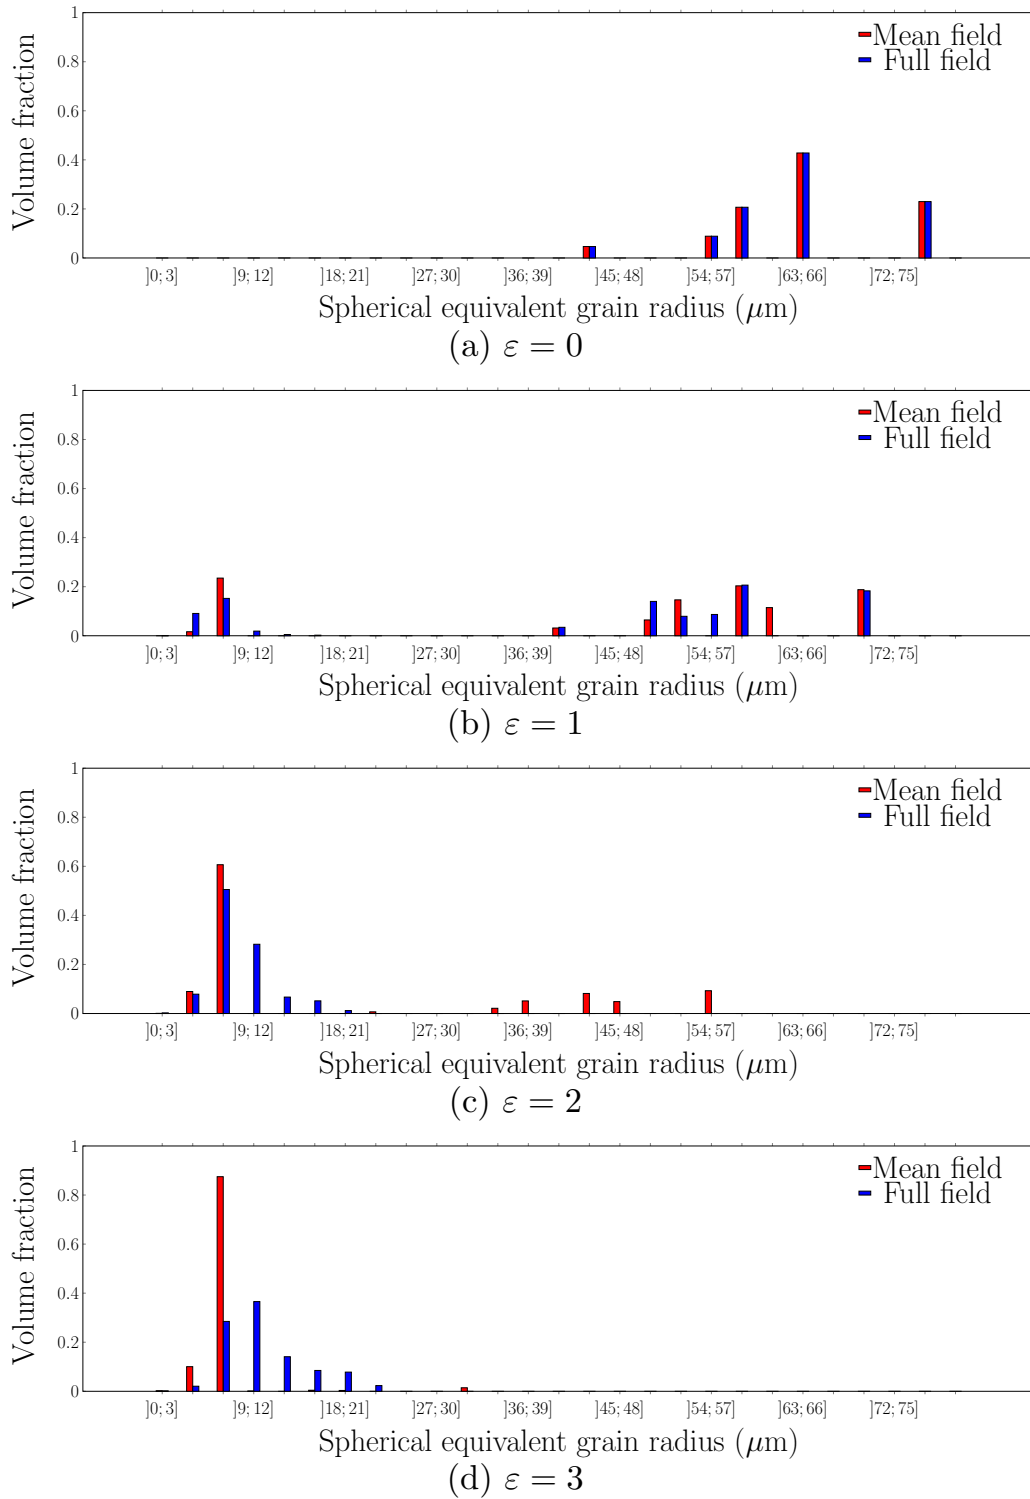 1
Mean field
Full field
0.8
0.6
0.4
0.2
0
Volume fraction
]0; 3] ]9; 12] ]18; 21] ]27; 30] ]36; 39] ]45; 48] ]54; 57] ]63; 66] ]72; 75]
Spherical equivalent grain radius (μm)
(a) ε = 0
1
Mean field
Full field
0.8
0.6
0.4
0.2
0
Volume fraction
]0; 3] ]9; 12] ]18; 21] ]27; 30] ]36; 39] ]45; 48] ]54; 57] ]63; 66] ]72; 75]
Spherical equivalent grain radius (μm)
(b) ε = 1
1
Mean field
Full field
0.8
0.6
0.4
0.2
0
Volume fraction
]0; 3] ]9; 12] ]18; 21] ]27; 30] ]36; 39] ]45; 48] ]54; 57] ]63; 66] ]72; 75]
Spherical equivalent grain radius (μm)
(c) ε = 2
1
Mean field
Full field
0.8
0.6
0.4
0.2
0
Volume fraction
]0; 3] ]9; 12] ]18; 21] ]27; 30] ]36; 39] ]45; 48] ]54; 57] ]63; 66] ]72; 75]
Spherical equivalent grain radius (μm)
(d) ε = 3